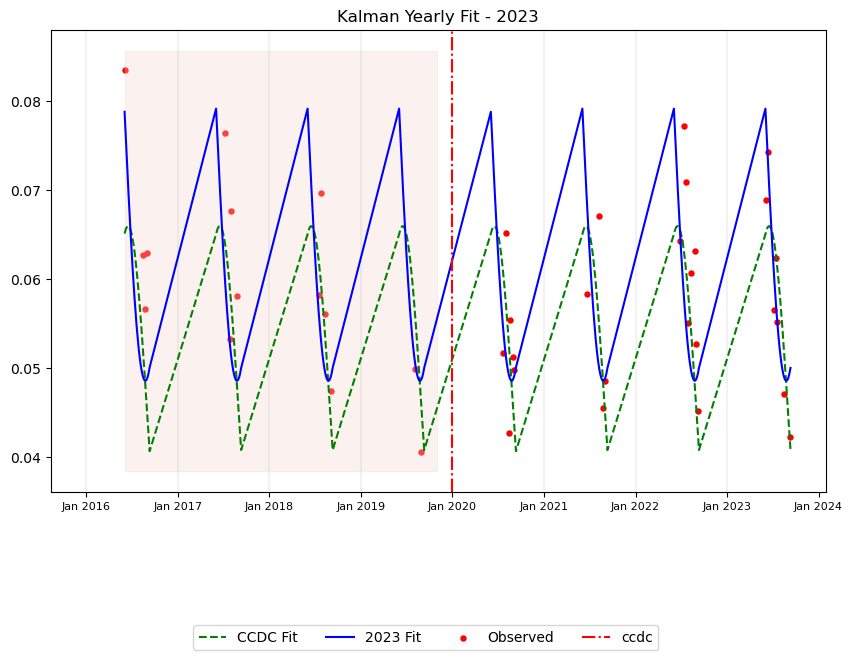 Kalman Yearly Fit - 2023
0.08
0.07
0.06
0.05
0.04
Jan 2016 Jan 2017 Jan 2018 Jan 2019 Jan 2020 Jan 2021 Jan 2022 Jan 2023 Jan 2024
CCDC Fit 2023 Fit Observed ccdc